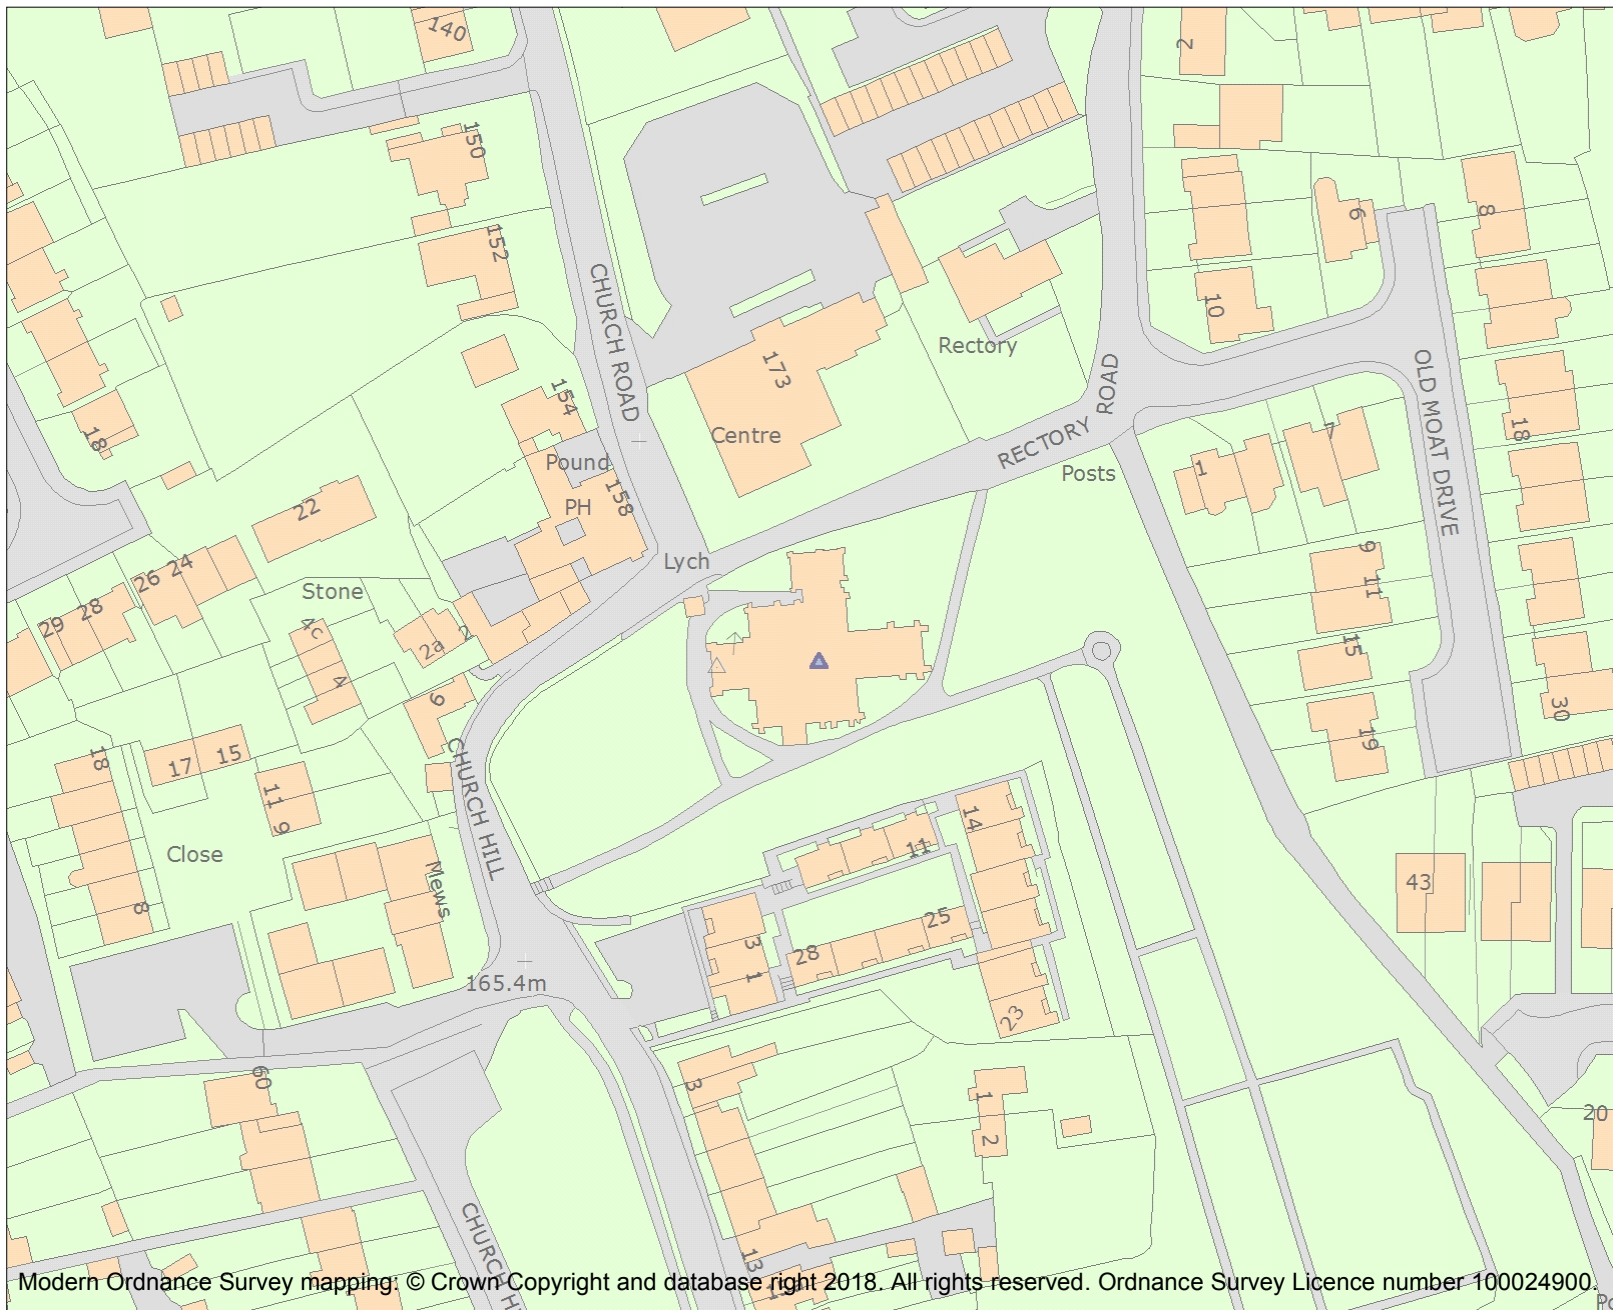 140
2
150
152
6
8
10
CHURCH ROAD
Rectory
173
154
Centre
RECTORY ROAD
Posts
OLD MOAT DRIVE
18
18
Pound
158
PH
1
7
22
Lych
26 24
Stone
29 28
4c
4
2a
2
9
11
15
19
30
6
18
17 15
11
9
Close
8
CHURCH HILL
Mews
14
11
43
3
1
28
25
23
165.4m
60
3
1
2
20
CHURCH H
13
Modern Ordnance Survey mapping: © Crown Copyright and database right 2018. All rights reserved. Ordnance Survey Licence number 100024900.